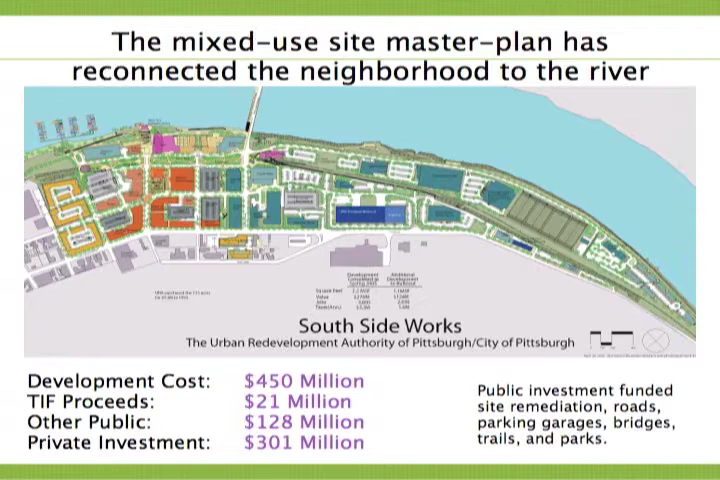 The mixed-use site master-plan has
reconnected the neighborhood to the river
South Side Works
The Urban Redevelopment Authority of Pittsburgh/City of Pittsburgh
Development Cost: $450 Million
TIF Proceeds: $21 Million
Other Public: $128 Million
Private Investment: $301 Million
Public investment funded
site remediation, roads,
parking garages, bridges,
trails, and parks.